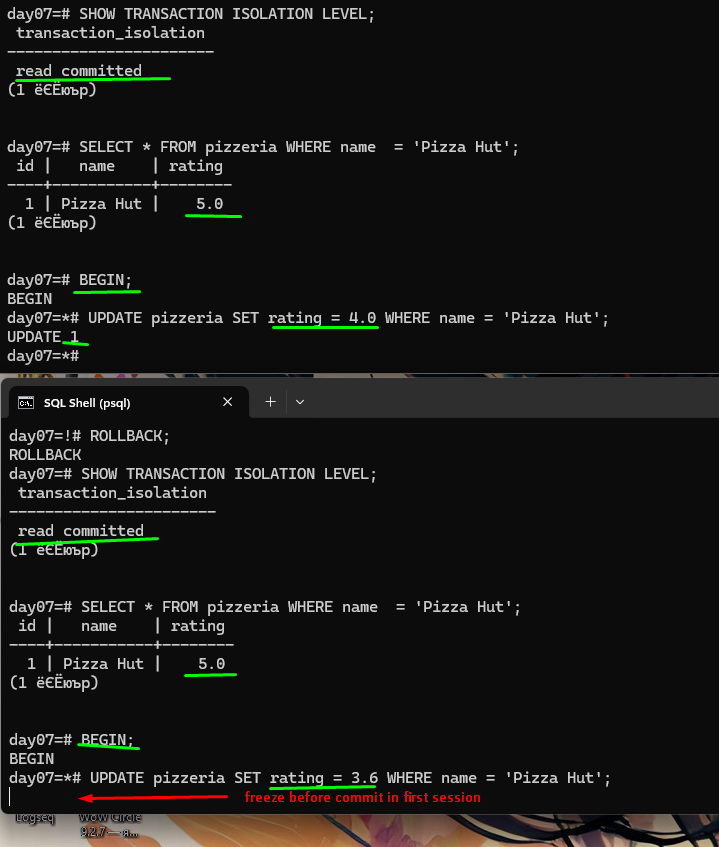 day07=# SHOW TRANSACTION ISOLATION LEVEL;
transaction_isolation
-----------------------
read committed
(1 ёЄЁюър)
day07=# SELECT * FROM pizzeria WHERE name  = 'Pizza Hut';
id |   name    | rating
----+-----------+--------
1 | Pizza Hut |    5.0
(1 ёЄЁюър)
day07=# BEGIN;
BEGIN
day07=*# UPDATE pizzeria SET rating = 4.0 WHERE name = 'Pizza Hut';
UPDATE 1
day07=*#
SQL Shell (psql)
day07=!# ROLLBACK;
ROLLBACK
day07=# SHOW TRANSACTION ISOLATION LEVEL;
transaction_isolation
-----------------------
read committed
(1 ёЄЁюър)
day07=# SELECT * FROM pizzeria WHERE name  = 'Pizza Hut';
id |   name    | rating
----+-----------+--------
1 | Pizza Hut |    5.0
(1 ёЄЁюър)
day07=# BEGIN;
BEGIN
day07=*# UPDATE pizzeria SET rating = 3.6 WHERE name = 'Pizza Hut';
freeze before commit in first session
Logseq
WoW Circle
9.2.7 — я...